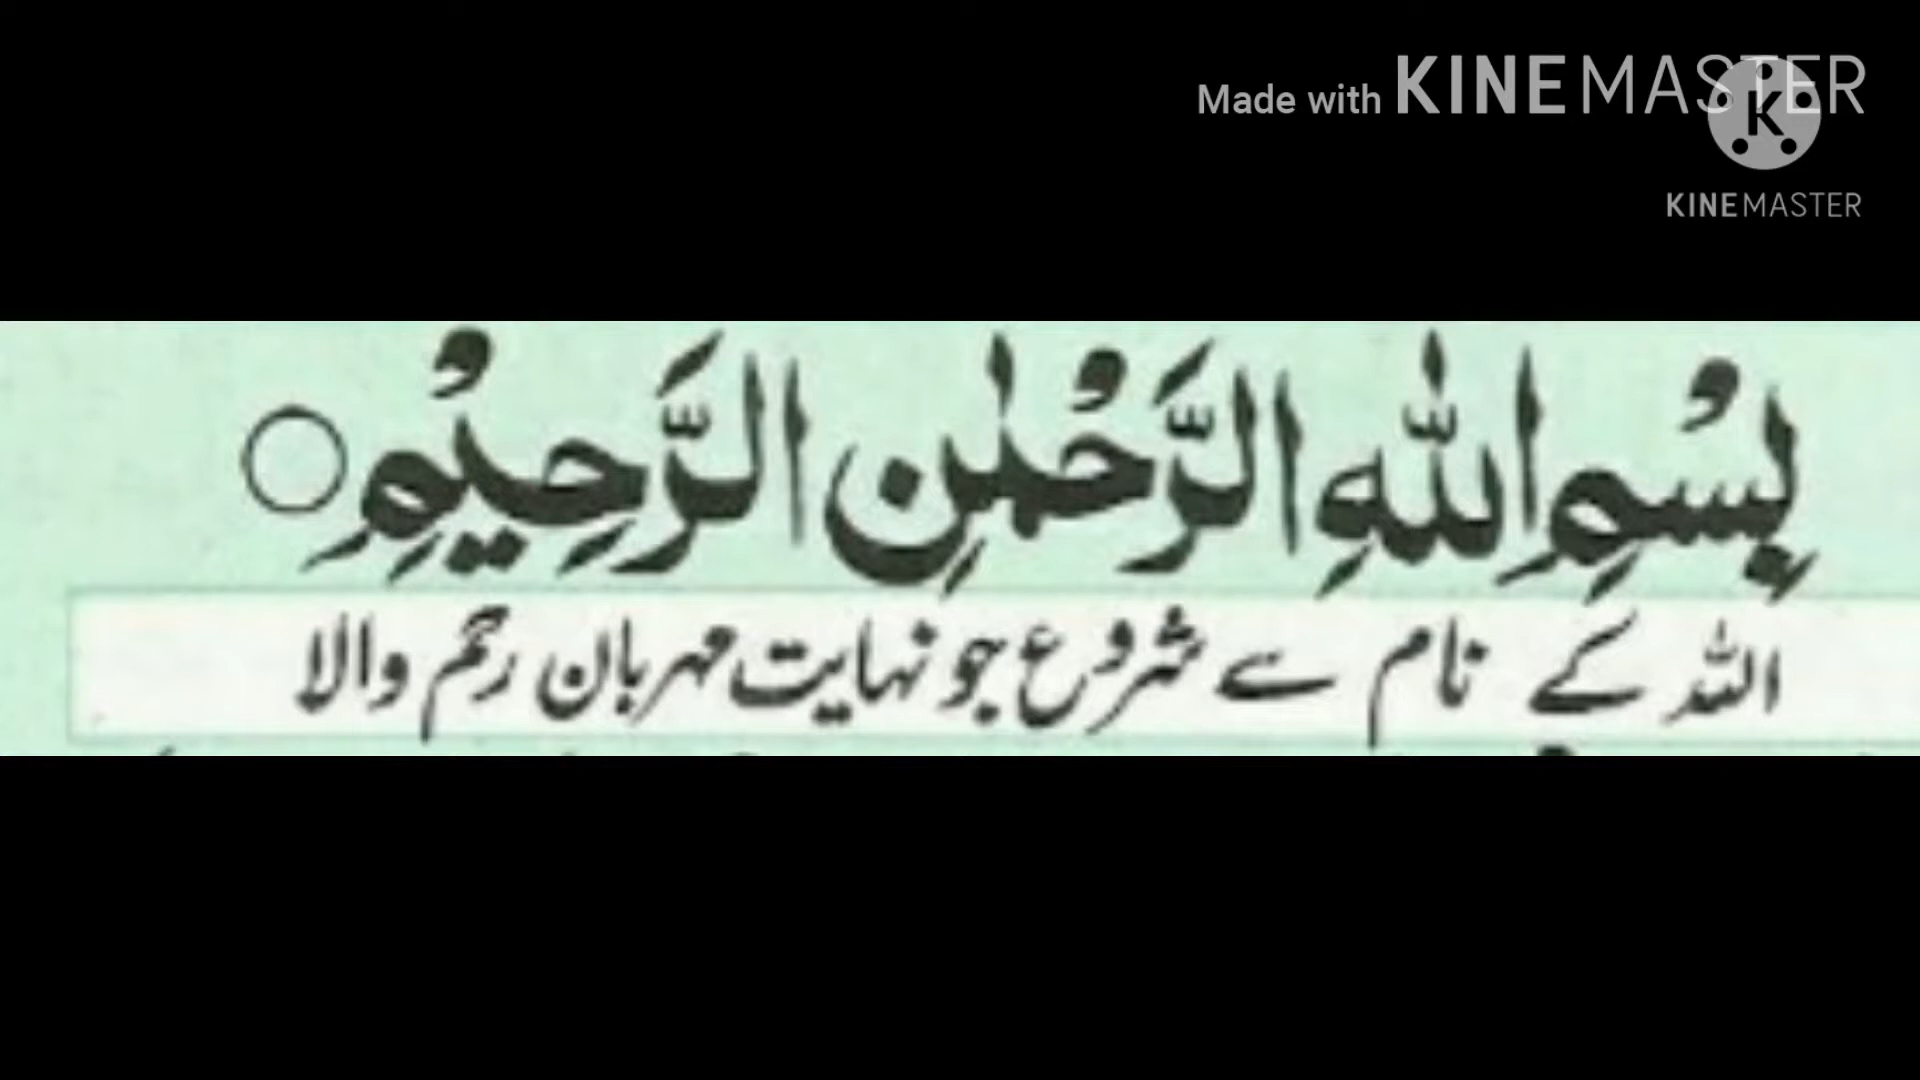 Made with KINEMASTER
K
KINEMASTER
بِسْمِ اللّٰهِ الرَّحْمٰنِ الرَّحِيْمِ ○
اللہ کے نام سے شروع جو نہایت مہربان رحم والا